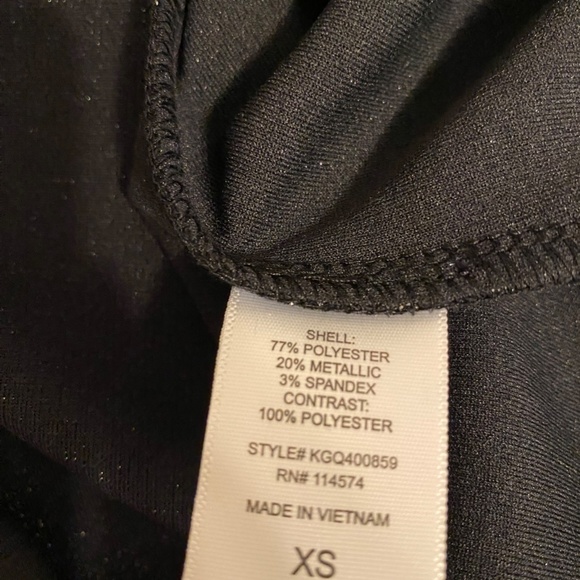 SHELL:
77% POLYESTER
20% METALLIC
3% SPANDEX
CONTRAST:
100% POLYESTER
STYLE# KGQ400859
RN# 114574
MADE IN VIETNAM
XS